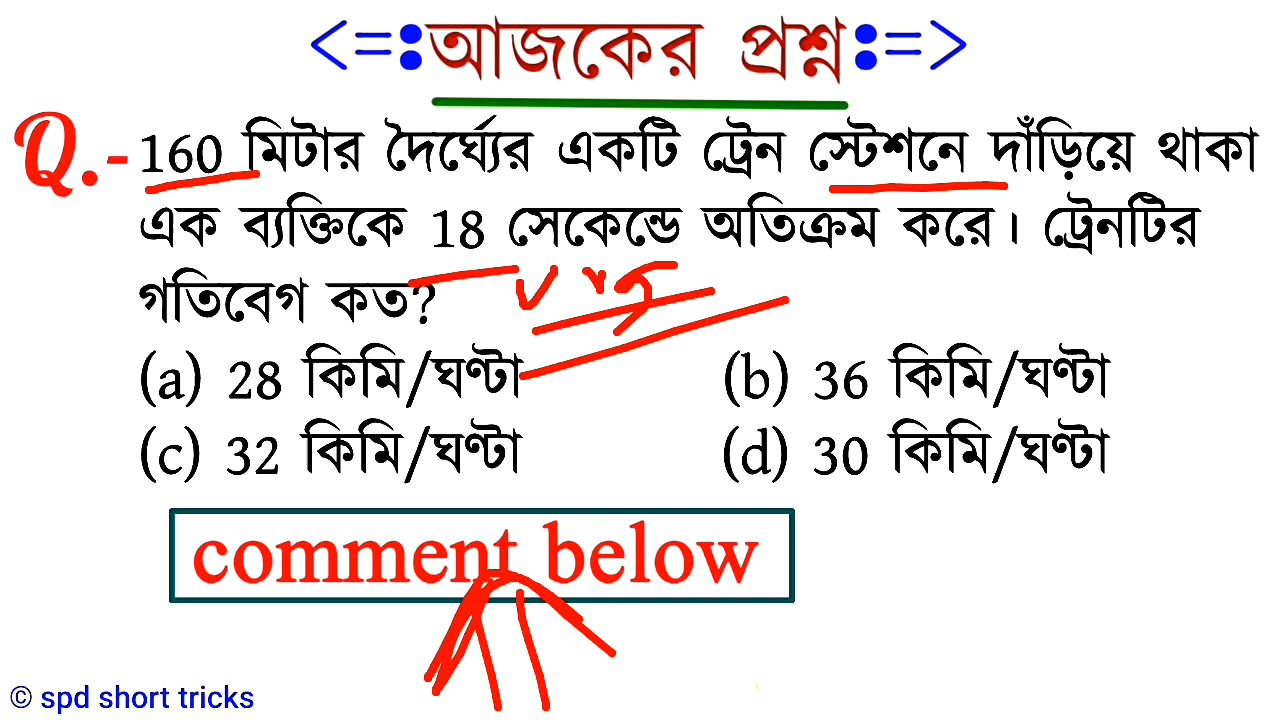 <=:আজকের প্রশ্ন:=>
Q.-160 মিটার দৈর্ঘ্যের একটি ট্রেন স্টেশনে দাঁড়িয়ে থাকা
এক ব্যক্তিকে 18 সেকেন্ডে অতিক্রম করে। ট্রেনটির
গতিবেগ কত?
(a) 28 কিমি/ঘণ্টা (b) 36 কিমি/ঘণ্টা
(c) 32 কিমি/ঘণ্টা (d) 30 কিমি/ঘণ্টা
comment below
© spd short tricks